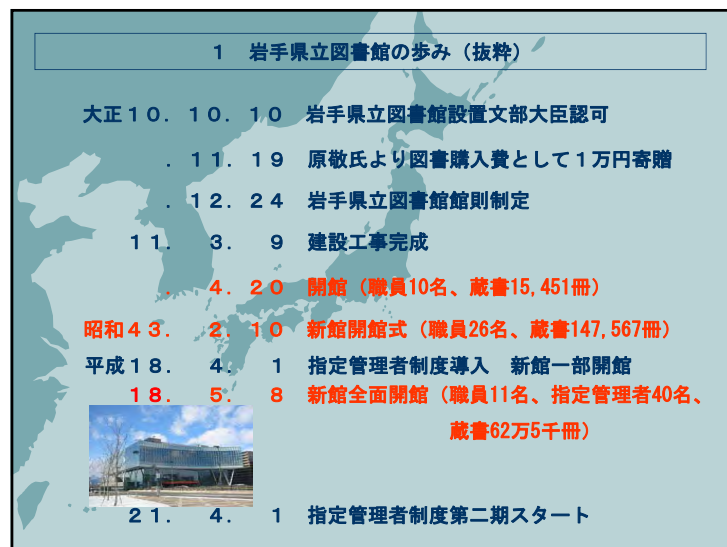 1 岩手県立図書館の歩み（抜粋）
大正１０．１０．１０ 岩手県立図書館設置文部大臣認可
．１１．１９ 原敬氏より図書購入費として１万円寄贈
．１２．２４ 岩手県立図書館館則制定
１１．３．９ 建設工事完成
．４．２０ 開館（職員10名、蔵書15,451冊）
昭和４３．２．１０ 新館開館式（職員26名、蔵書147,567冊）
平成１８．４．１ 指定管理者制度導入 新館一部開館
１８．５．８ 新館全面開館（職員11名、指定管理者40名、
蔵書62万5千冊）
２１．４．１ 指定管理者制度第二期スタート